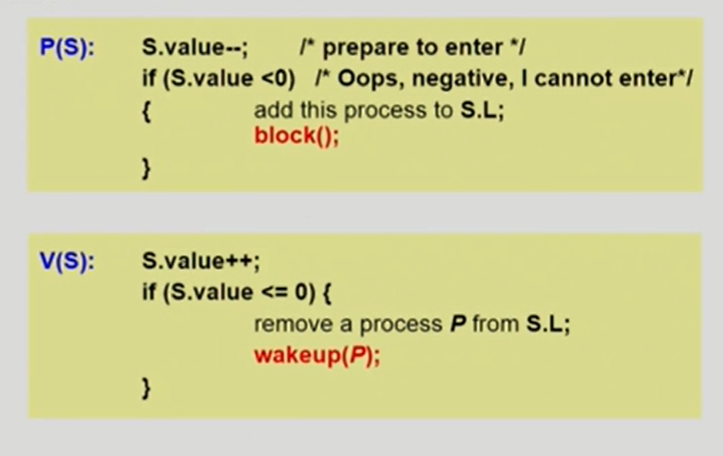 P(S): S.value--; /* prepare to enter */
if (S.value <0) /* Oops, negative, I cannot enter*/
{ add this process to S.L;
block();
}
V(S): S.value++;
if (S.value <= 0) {
remove a process P from S.L;
wakeup(P);
}